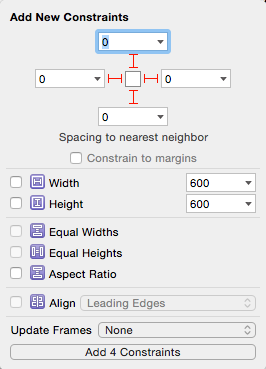 Add New Constraints
0
0 0
0
Spacing to nearest neighbor
Constrain to margins
Width 600
Height 600
Equal Widths
Equal Heights
Aspect Ratio
Align Leading Edges
Update Frames None
Add 4 Constraints